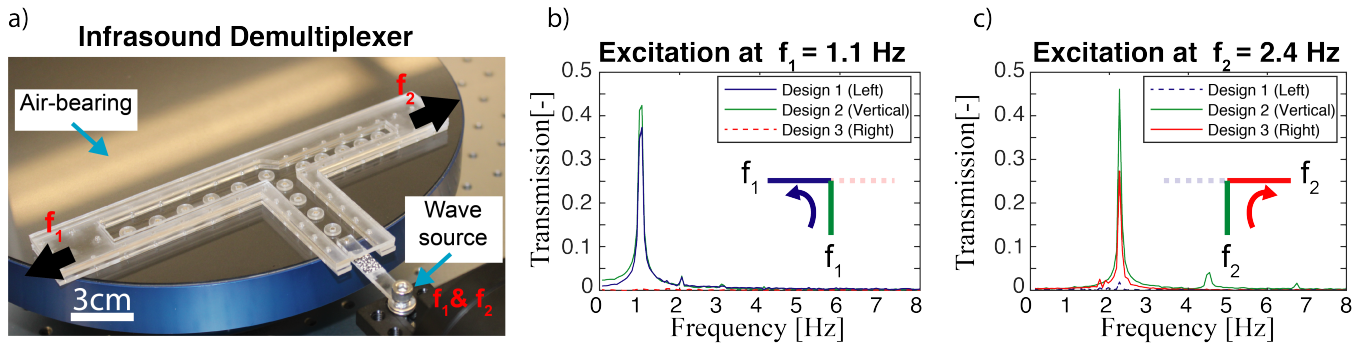 a)
Infrasound Demultiplexer
Air-bearing
f2
f1
Wave
source
3cm
f1 & f2
b)
Excitation at f1 = 1.1 Hz
Transmission[-]
0.5
0.4
0.3
0.2
0.1
0
Design 1 (Left)
Design 2 (Vertical)
Design 3 (Right)
f1
f1
0 1 2 3 4 5 6 7 8
Frequency [Hz]
c)
Excitation at f2 = 2.4 Hz
Transmission[-]
0.5
0.4
0.3
0.2
0.1
0
Design 1 (Left)
Design 2 (Vertical)
Design 3 (Right)
f2
f2
0 1 2 3 4 5 6 7 8
Frequency [Hz]